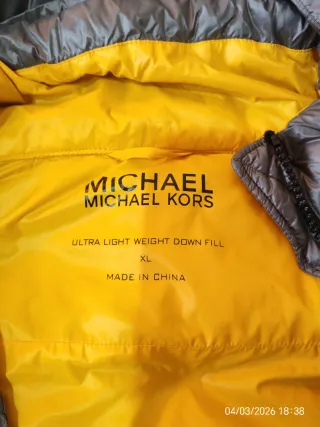 MICHAEL
MICHAEL KORS
ULTRA LIGHT WEIGHT DOWN FILL
XL
MADE IN CHINA
04/03/2026 18:38